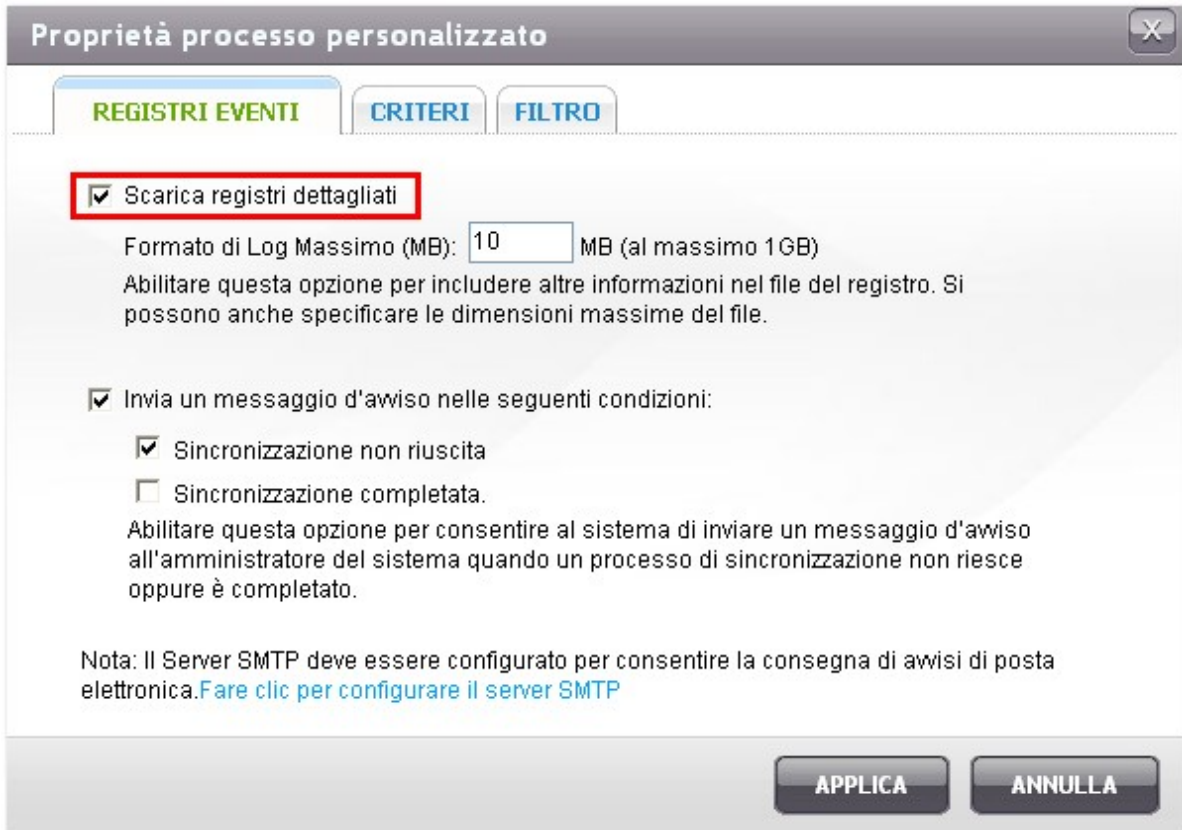 Proprietà processo personalizzato
X
REGISTRI EVENTI CRITERI FILTRO
Scarica registri dettagliati
Formato di Log Massimo (MB): 10 MB (al massimo 1GB)
Abilitare questa opzione per includere altre informazioni nel file del registro. Si
possono anche specificare le dimensioni massime del file.
Invia un messaggio d'avviso nelle seguenti condizioni:
Sincronizzazione non riuscita
Sincronizzazione completata.
Abilitare questa opzione per consentire al sistema di inviare un messaggio d'avviso
all'amministratore del sistema quando un processo di sincronizzazione non riesce
oppure è completato.
Nota: Il Server SMTP deve essere configurato per consentire la consegna di avvisi di posta
elettronica.Fare clic per configurare il server SMTP
APPLICA ANNULLA